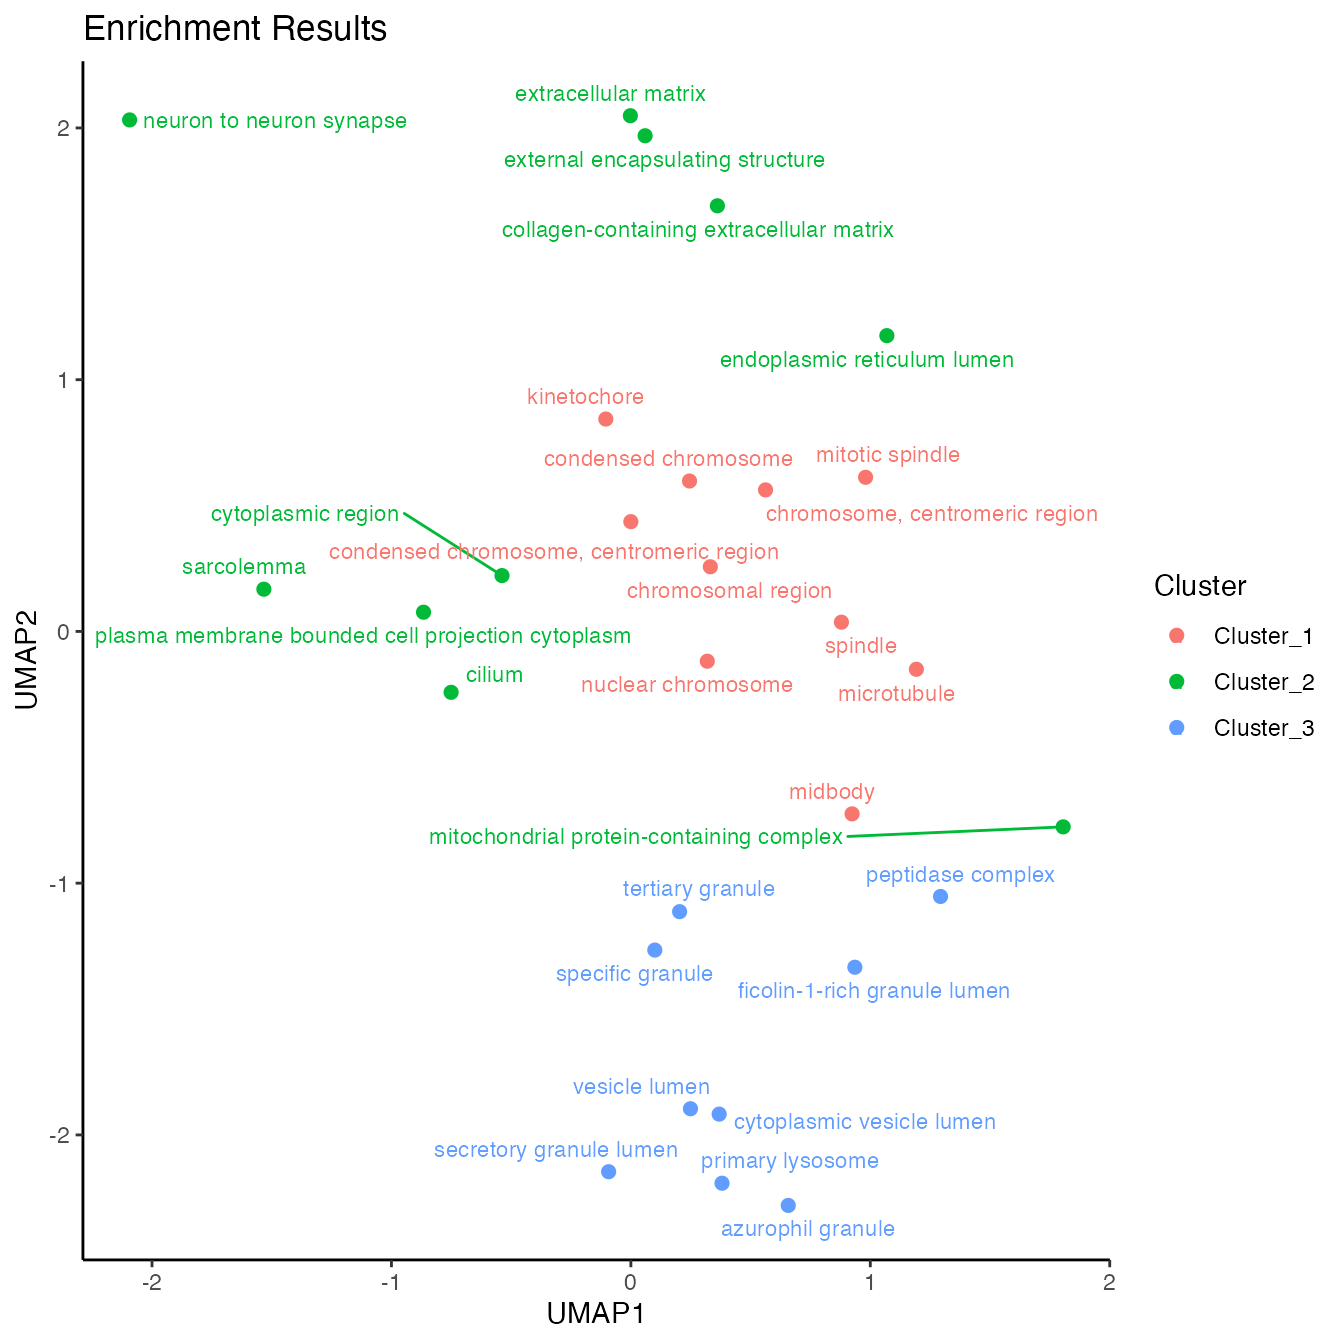 Enrichment Results
extracellular matrix
neuron to neuron synapse
external encapsulating structure
collagen-containing extracellular matrix
endoplasmic reticulum lumen
kinetochore
condensed chromosome
mitotic spindle
cytoplasmic region
chromosome, centromeric region
condensed chromosome, centromeric region
sarcolemma
chromosomal region
plasma membrane bounded cell projection cytoplasm
spindle
cilium
nuclear chromosome
microtubule
midbody
mitochondrial protein-containing complex
peptidase complex
tertiary granule
specific granule
ficolin-1-rich granule lumen
vesicle lumen
cytoplasmic vesicle lumen
secretory granule lumen
primary lysosome
azurophil granule
2
1
0
-1
-2
UMAP2
-2
-1
0
1
2
UMAP1
Cluster
Cluster_1
Cluster_2
Cluster_3